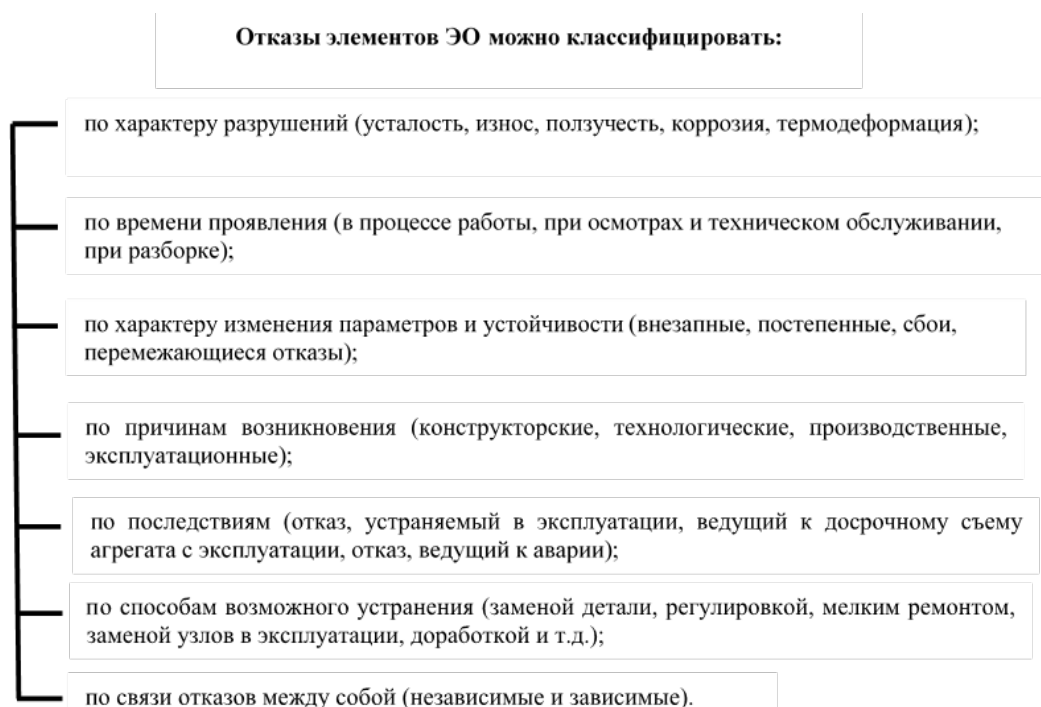 Отказы элементов ЭО можно классифицировать:
по характеру разрушений (усталость, износ, ползучесть, коррозия, термодеформация);
по времени проявления (в процессе работы, при осмотрах и техническом обслуживании,
при разборке);
по характеру изменения параметров и устойчивости (внезапные, постепенные, сбои,
перемежающиеся отказы);
по причинам возникновения (конструкторские, технологические, производственные,
эксплуатационные);
по последствиям (отказ, устраняемый в эксплуатации, ведущий к досрочному съему
агрегата с эксплуатации, отказ, ведущий к аварии);
по способам возможного устранения (заменой детали, регулировкой, мелким ремонтом,
заменой узлов в эксплуатации, доработкой и т.д.);
по связи отказов между собой (независимые и зависимые).